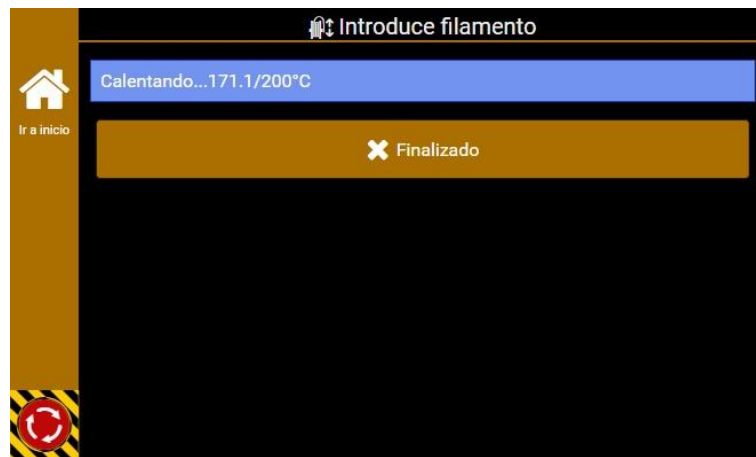 Introduce filamento
Calentando...171.1/200°C
Ir a inicio
Finalizado